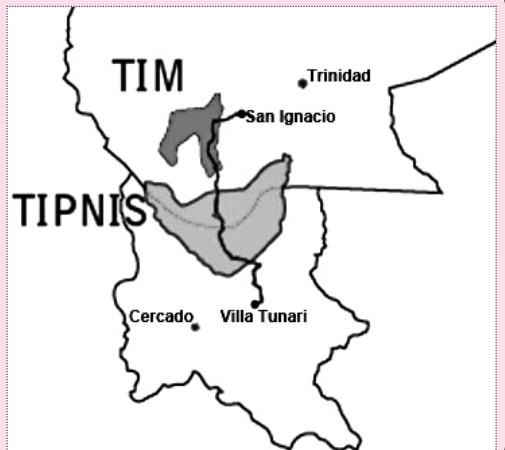 TIM
Trinidad
San Ignacio
TIPNIS
Cercado
Villa Tunari